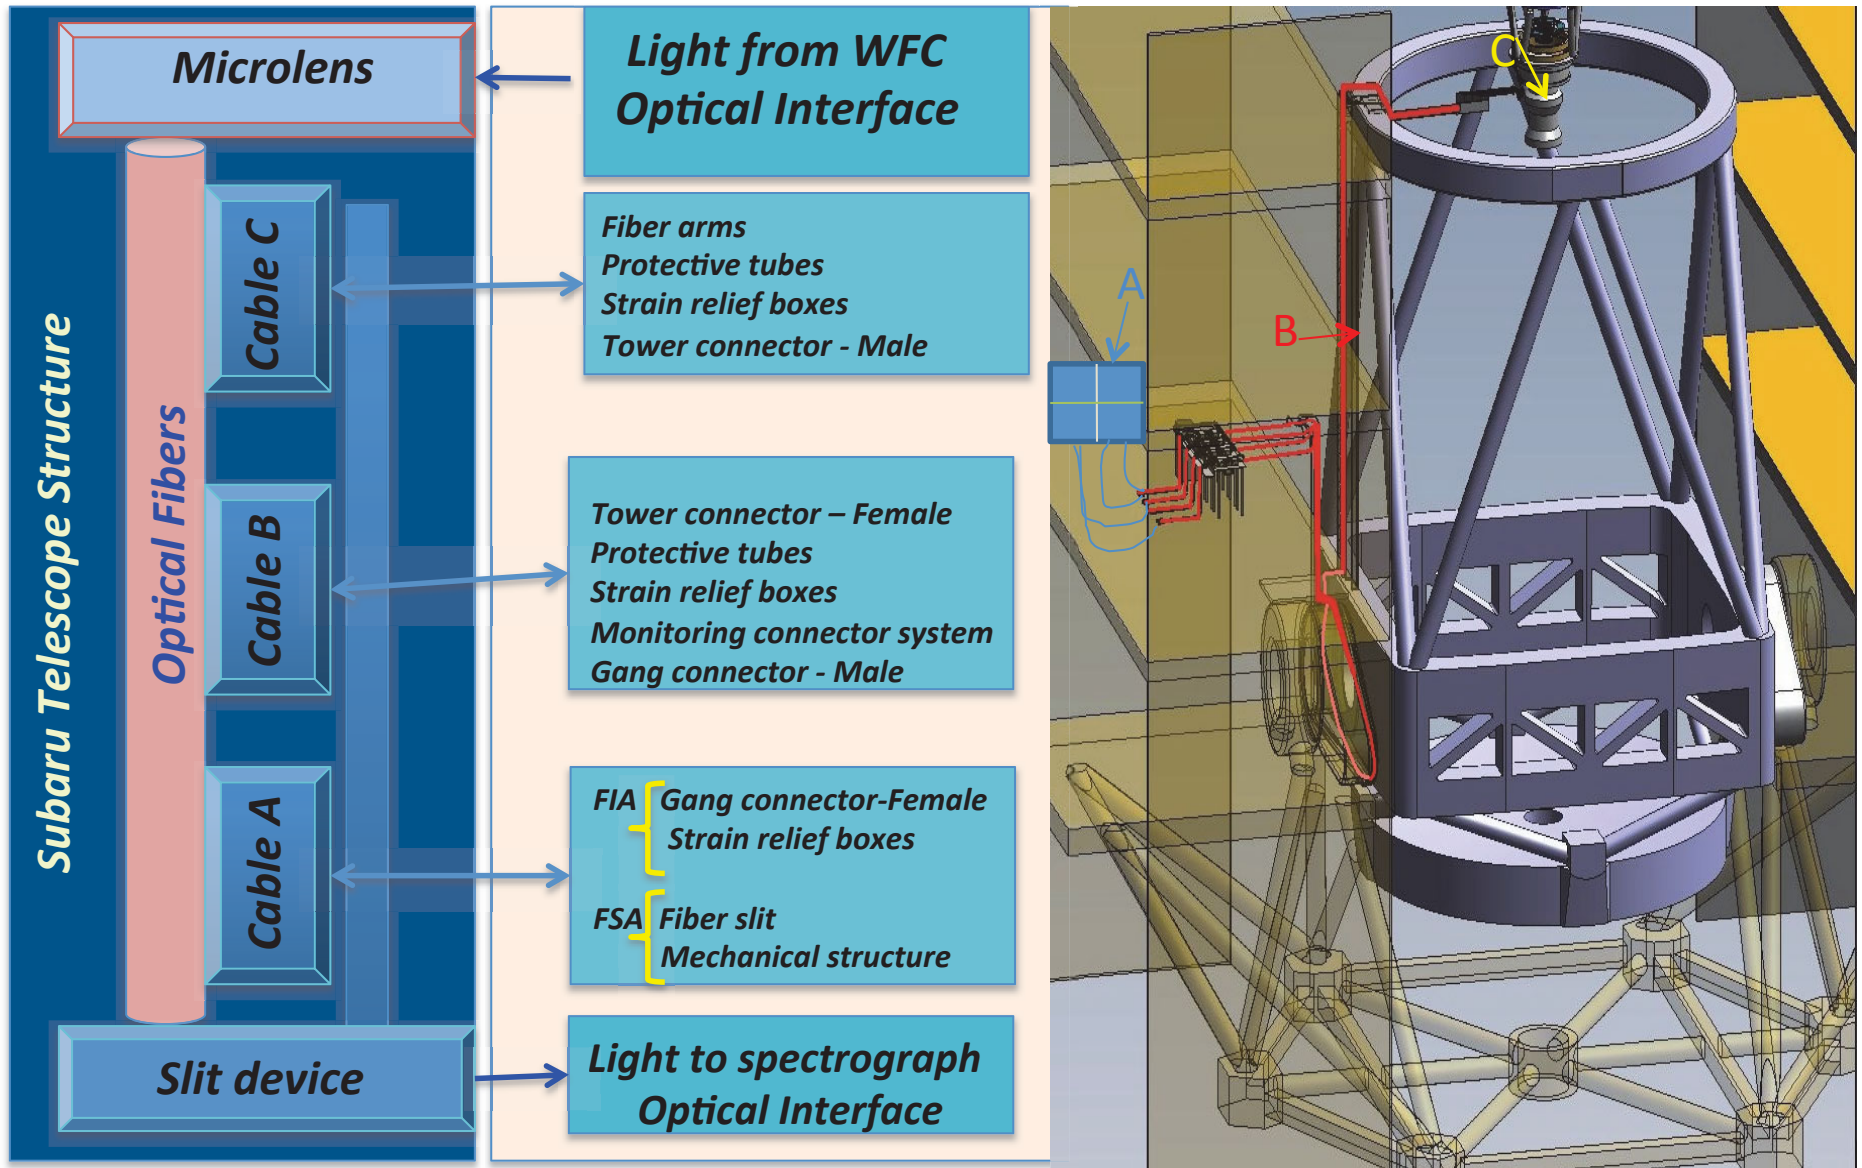 Subaru Telescope Structure
Microlens
Optical Fibers
Cable C
Cable B
Cable A
Slit device
Light from WFC
Optical Interface
Fiber arms
Protective tubes
Strain relief boxes
Tower connector - Male
Tower connector – Female
Protective tubes
Strain relief boxes
Monitoring connector system
Gang connector - Male
FIA
Gang connector-Female
Strain relief boxes
FSA
Fiber slit
Mechanical structure
Light to spectrograph
Optical Interface
A
B
C